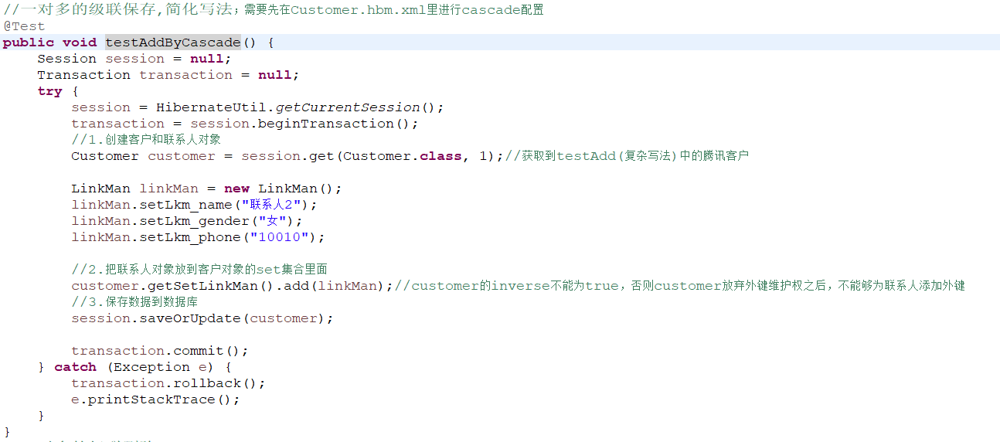 //一对多的级联保存,简化写法；需要先在Customer.hbm.xml里进行cascade配置
@Test
public void testAddByCascade() {
    Session session = null;
    Transaction transaction = null;
    try {
        session = HibernateUtil.getCurrentSession();
        transaction = session.beginTransaction();
        //1.创建客户和联系人对象
        Customer customer = session.get(Customer.class, 1);//获取到testAdd(复杂写法)中的腾讯客户
        LinkMan linkMan = new LinkMan();
        linkMan.setLkm_name("联系人2");
        linkMan.setLkm_gender("女");
        linkMan.setLkm_phone("10010");
        //2.把联系人对象放到客户对象的set集合里面
        customer.getSetLinkMan().add(linkMan);//customer的inverse不能为true，否则customer放弃外键维护权之后，不能够为联系人添加外键
        //3.保存数据到数据库
        session.saveOrUpdate(customer);
        transaction.commit();
    } catch (Exception e) {
        transaction.rollback();
        e.printStackTrace();
    }
}